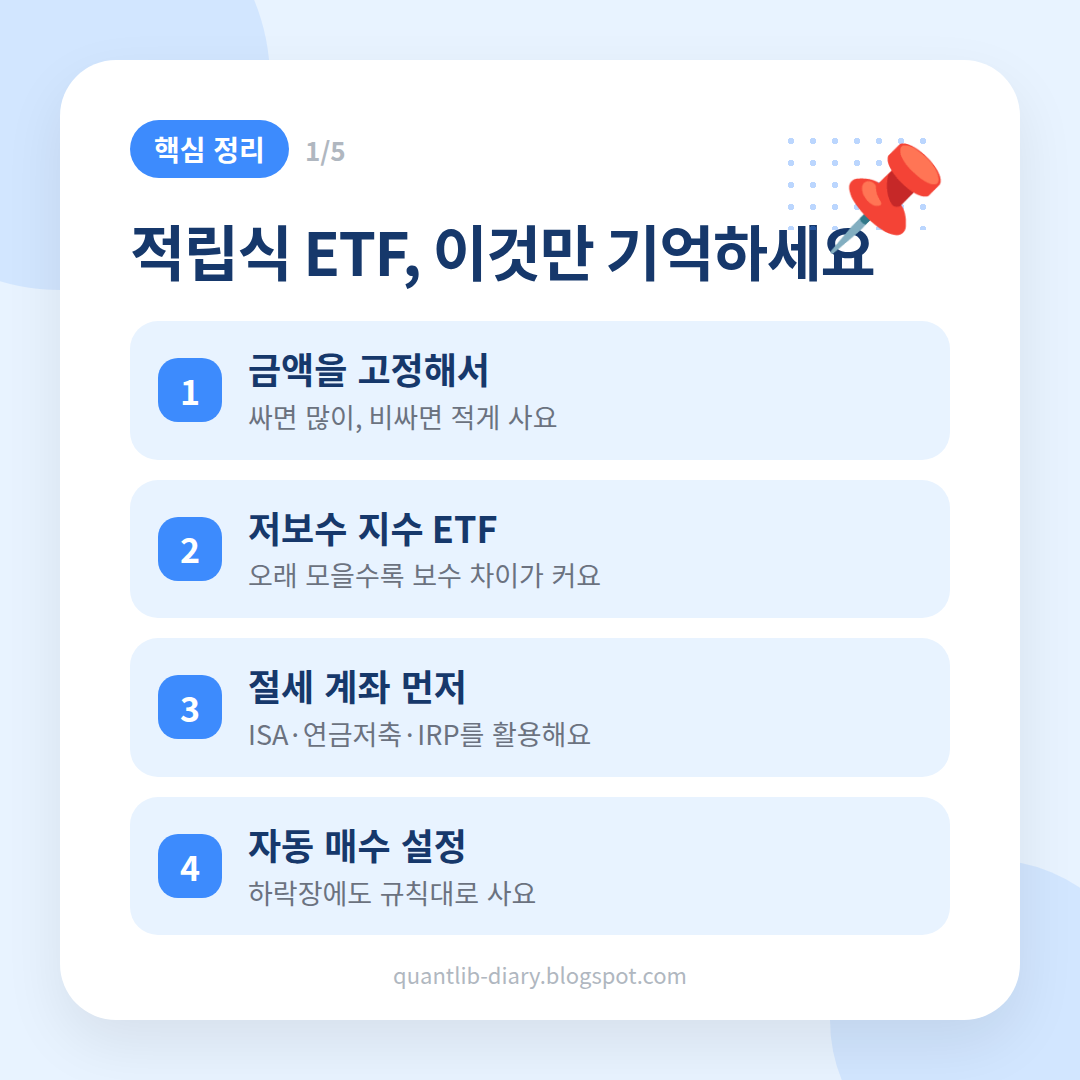 핵심 정리 1/5
적립식 ETF, 이것만 기억하세요
1
금액을 고정해서
싸면 많이, 비싸면 적게 사요
2
저보수 지수 ETF
오래 모을수록 보수 차이가 커요
3
절세 계좌 먼저
ISA·연금저축·IRP를 활용해요
4
자동 매수 설정
하락장에도 규칙대로 사요
quantlib-diary.blogspot.com